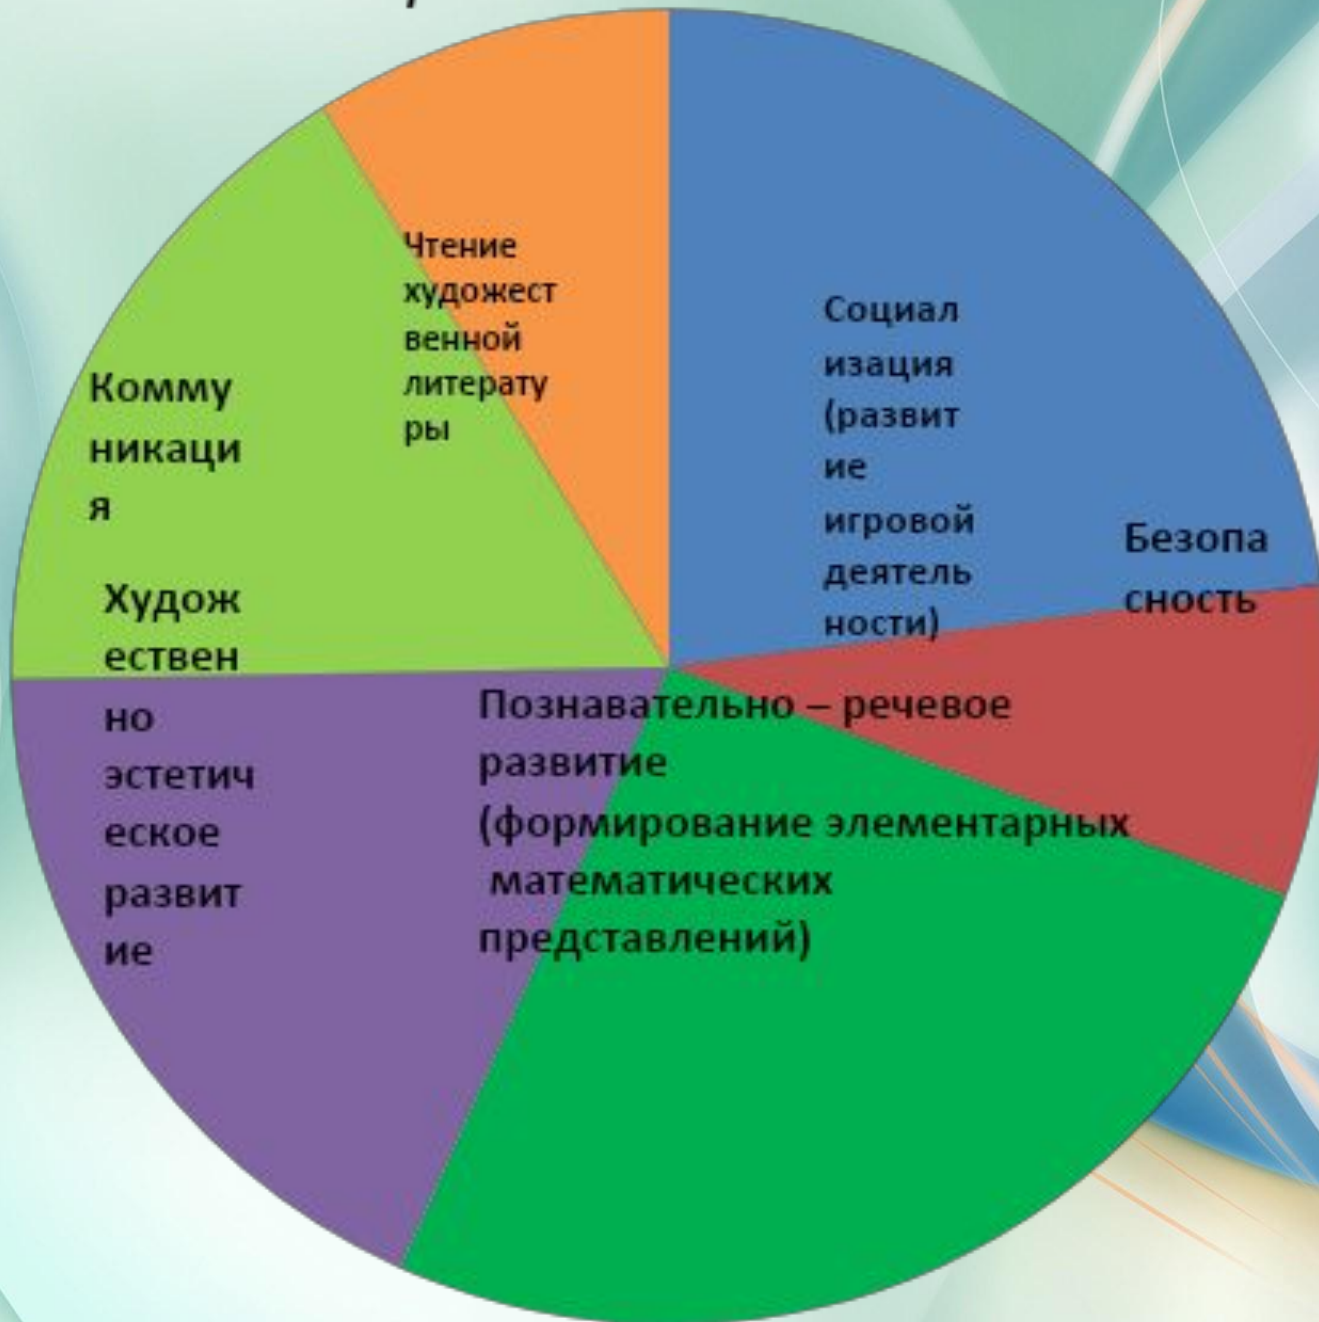 Чтение
художест
венной
литерату
ры
Социал
изация
(развит
ие
игровой
деятель
ности)
Безопа
сность
Комму
никаци
я
Худож
ествен
но
эстетич
еское
развит
ие
Познавательно – речевое
развитие
(формирование элементарных
математических
представлений)